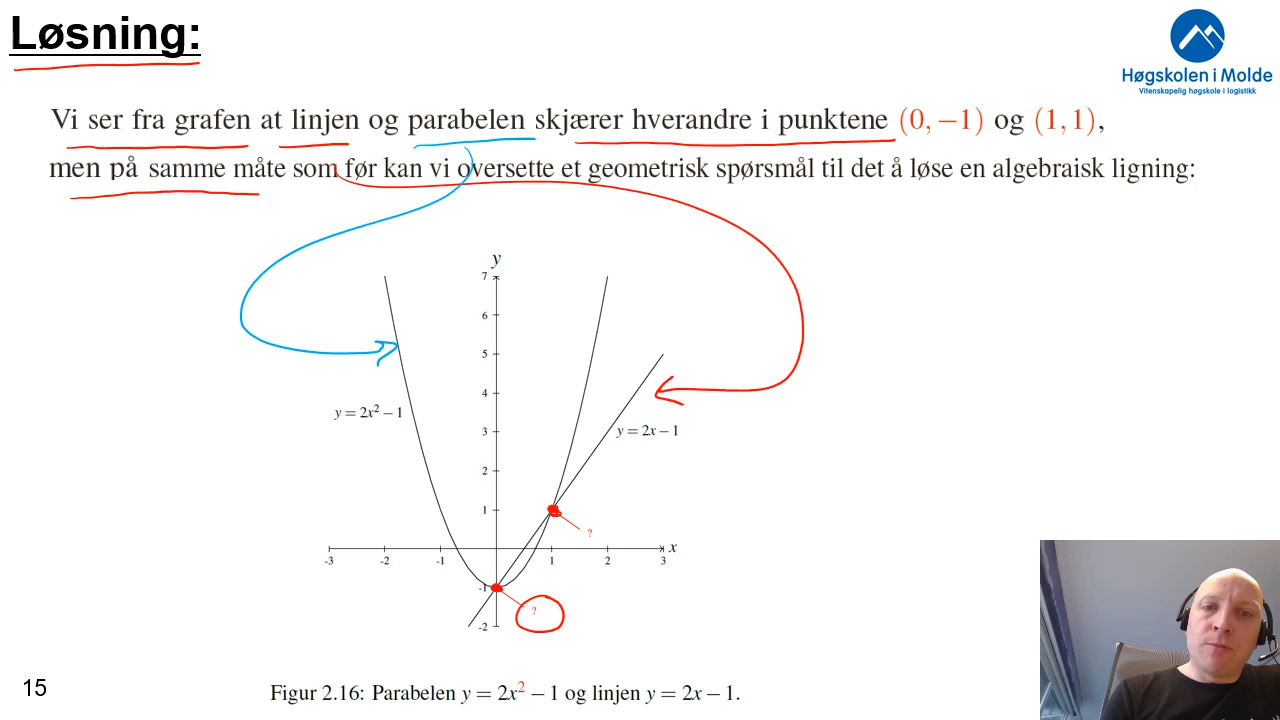 Løsning:
Høgskolen i Molde
Vitenskapelig høgskole i logistikk
Vi ser fra grafen at linjen og parabelen skjærer hverandre i punktene (0, −1) og (1, 1),
men på samme måte som før kan vi oversette et geometrisk spørsmål til det å løse en algebraisk ligning:
y
7
6
5
4
y = 2x² − 1
3
y = 2x − 1
2
1
?
x
-3 -2 -1 1 2 3
-1
?
-2
15
Figur 2.16: Parabelen y = 2x² − 1 og linjen y = 2x − 1.